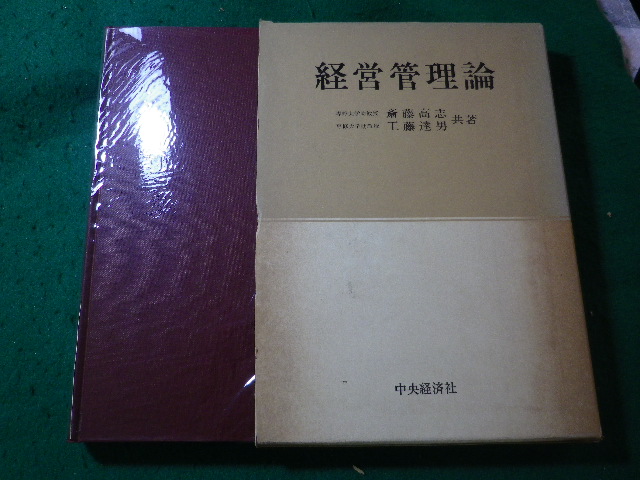 経営管理論
斎藤高志
工藤達男
共著
中央経済社